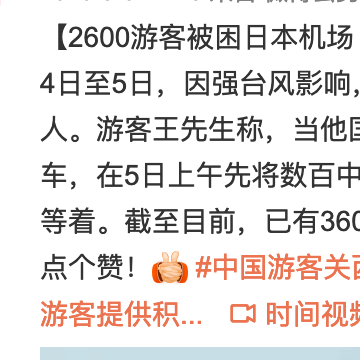 【2600游客被困日本机场
4日至5日，因强台风影响，
人。游客王先生称，当他
车，在5日上午先将数百中
等着。截至目前，已有360
点个赞！#中国游客关
游客提供积... 时间视